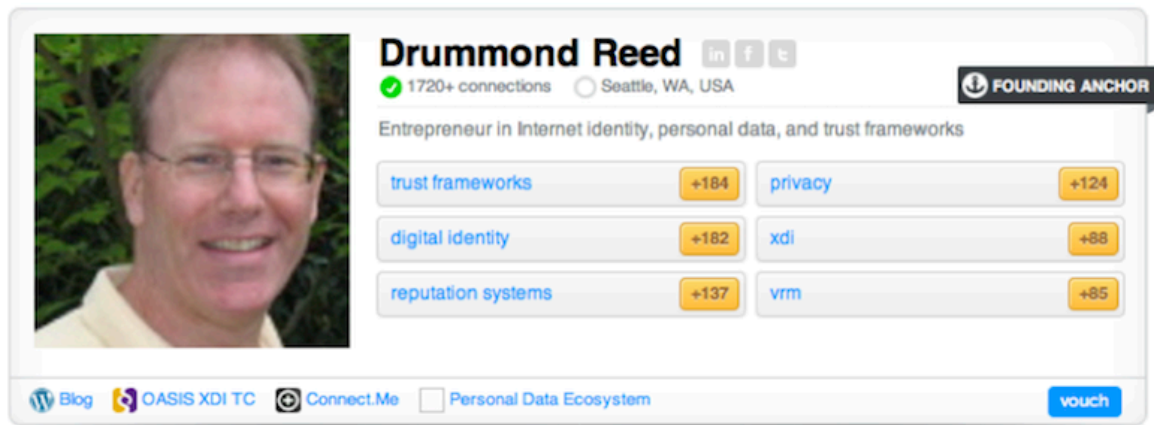 Drummond Reed in f t
1720+ connections Seattle, WA, USA
FOUNDING ANCHOR
Entrepreneur in Internet identity, personal data, and trust frameworks
trust frameworks +184 privacy +124
digital identity +182 xdi +88
reputation systems +137 vrm +85
Blog OASIS XDI TC Connect.Me Personal Data Ecosystem vouch